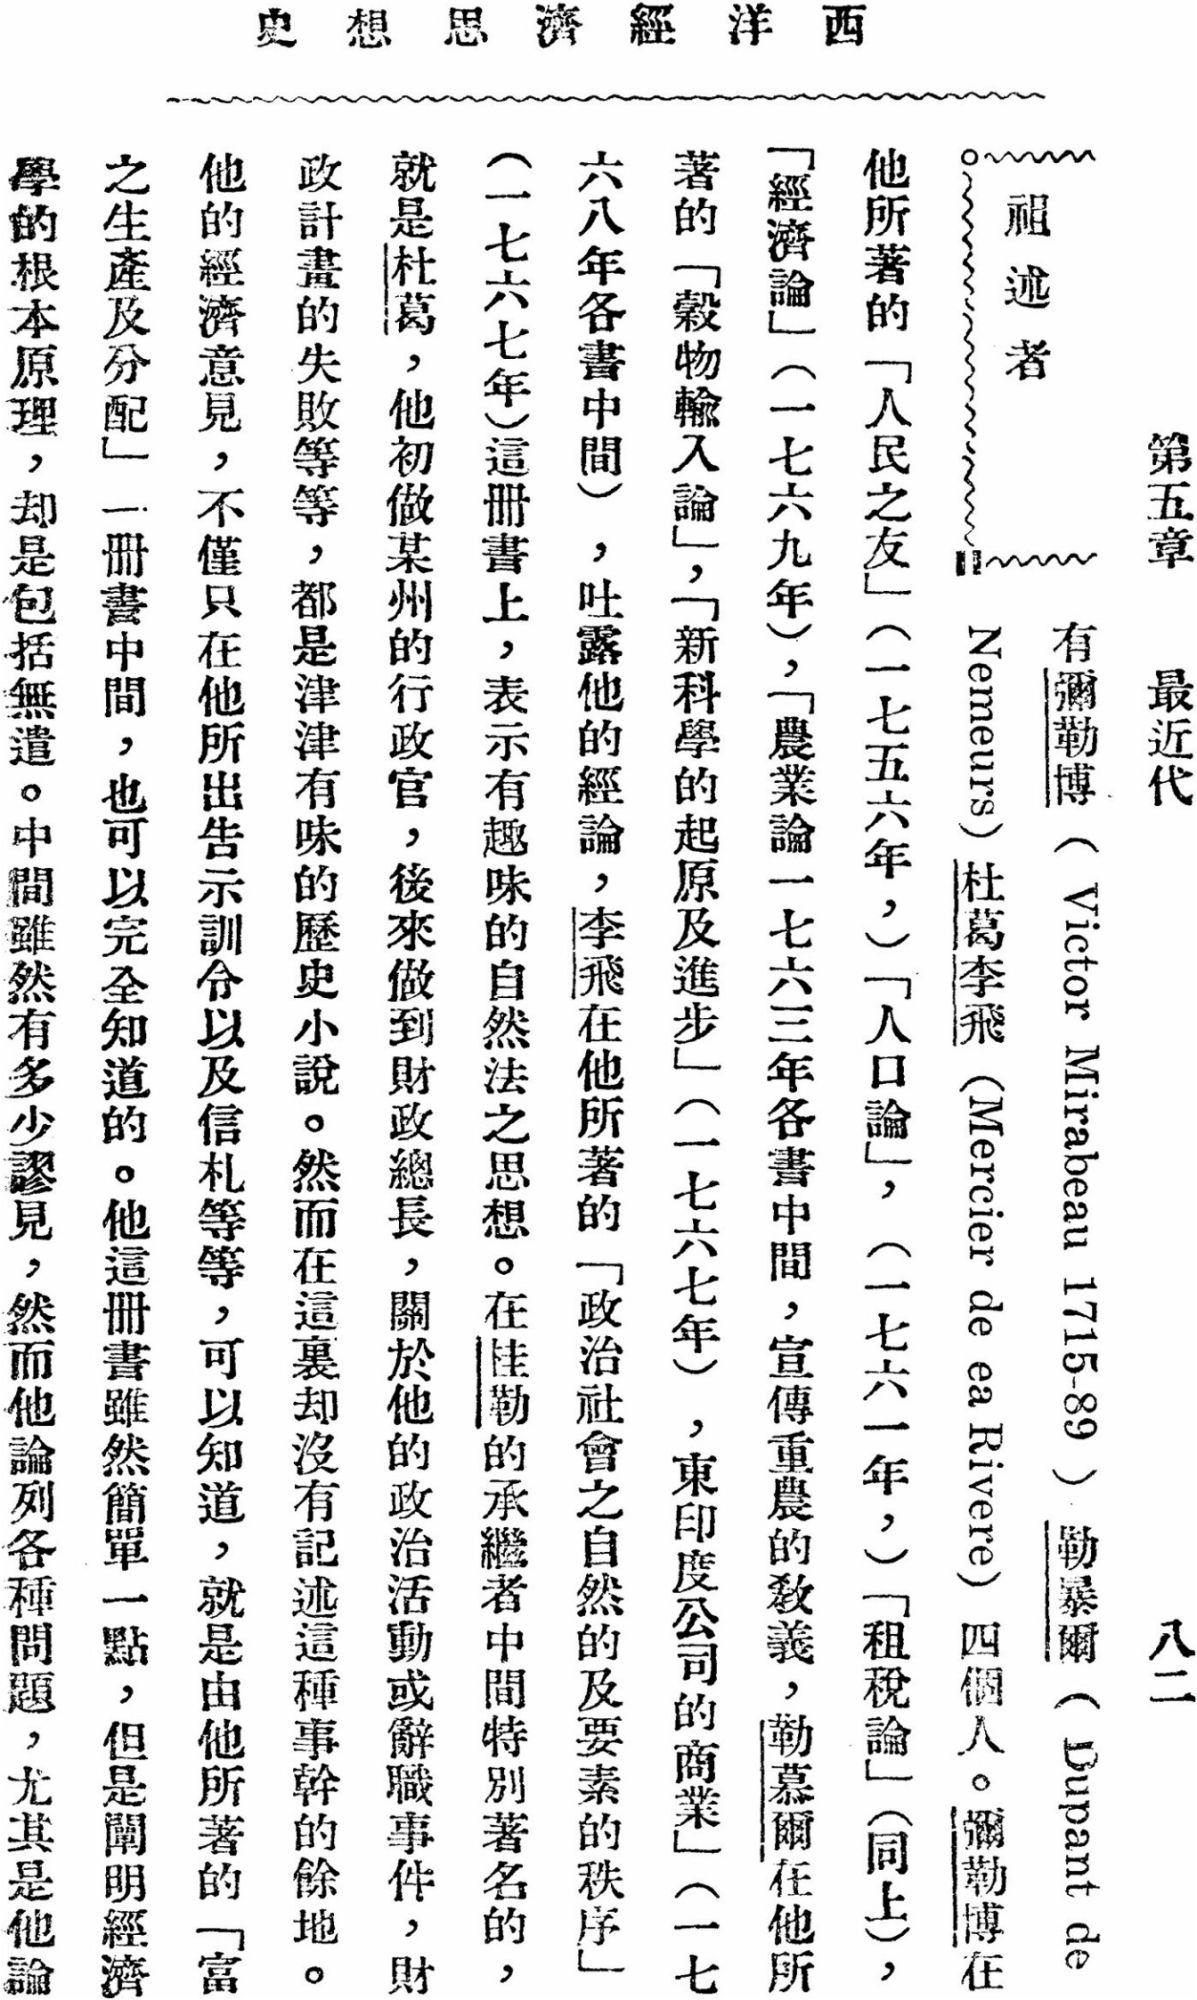 西洋經濟思想史
第五章 最近代 八二
祖述者
有彌勒博（Victor Mirabeau 1715-89）勒暴爾（Dupant de
Nemeurs）杜葛李飛（Mercier de ea Rivere）四個人。彌勒博在
他所著的「人民之友」（一七五六年，）「人口論」，（一七六一年，）「租稅論」（同上），
「經濟論」（一七六九年），「農業論一七六三年各書中間，宣傳重農的敎義，勒慕爾在他所
著的「穀物輸入論」，「新科學的起原及進步」（一七六七年），東印度公司的商業」（一七
六八年各書中間），吐露他的經論，李飛在他所著的「政治社會之自然的及要素的秩序」
（一七六七年）這冊書上，表示有趣味的自然法之思想。在桂勒的承繼者中間特別著名的，
就是杜葛，他初做某州的行政官，後來做到財政總長，關於他的政治活動或辭職事件，財
政計畫的失敗等等，都是津津有味的歷史小說。然而在這裏却沒有記述這種事幹的餘地。
他的經濟意見，不僅只在他所出告示訓令以及信札等等，可以知道，就是由他所著的「富
之生產及分配」一冊書中間，也可以完全知道的。他這冊書雖然簡單一點，但是闡明經濟
學的根本原理，却是包括無遺。中間雖然有多少謬見，然而他論列各種問題，尤其是他論